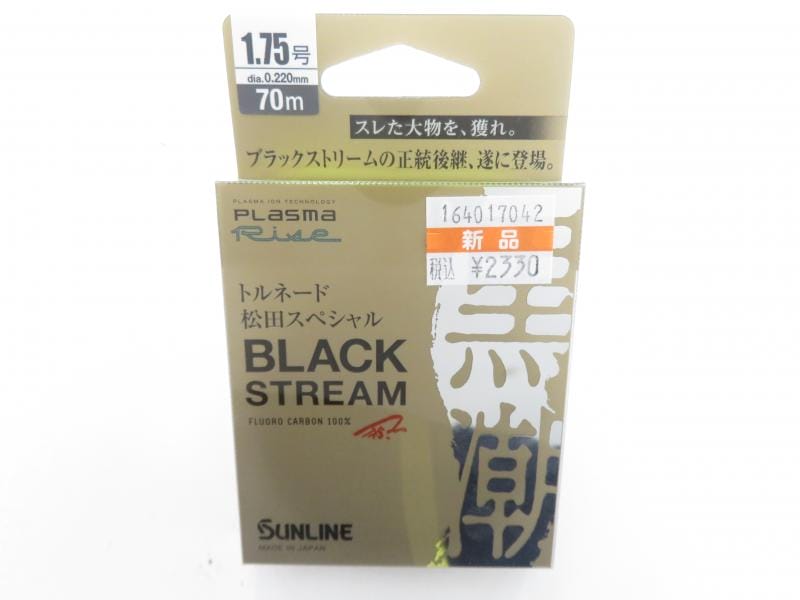 1.75号
dia.0.220mm
70m
スレた大物を、獲れ。
ブラックストリームの正統後継、遂に登場。
PLASMA ION TECHNOLOGY
PLasma
Rise
164017042
新品
税込 ¥2330
トルネード
松田スペシャル
BLACK
STREAM
FLUORO CARBON 100%
黒潮
SUNLINE
MADE IN JAPAN